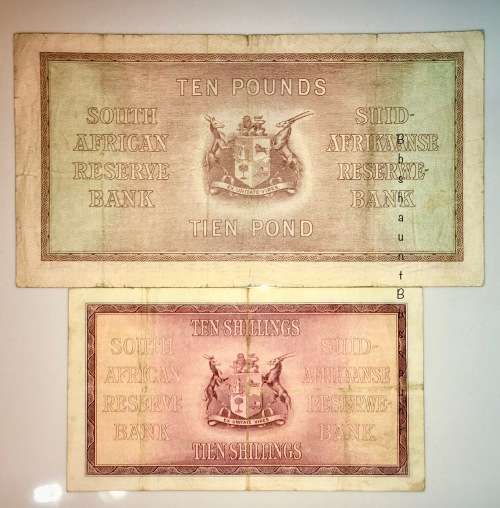 TEN POUNDS
SOUTH
AFRICAN
RESERVE
BANK
SUID-
AFRIKAANSE
RESERWE-
BANK
EX UNITATE VIRES
TIEN POND
TEN SHILLINGS
SOUTH
AFRICAN
RESERVE
BANK
SUID-
AFRIKAANSE
RESERWE-
BANK
EX UNITATE VIRES
TIEN SHILLINGS